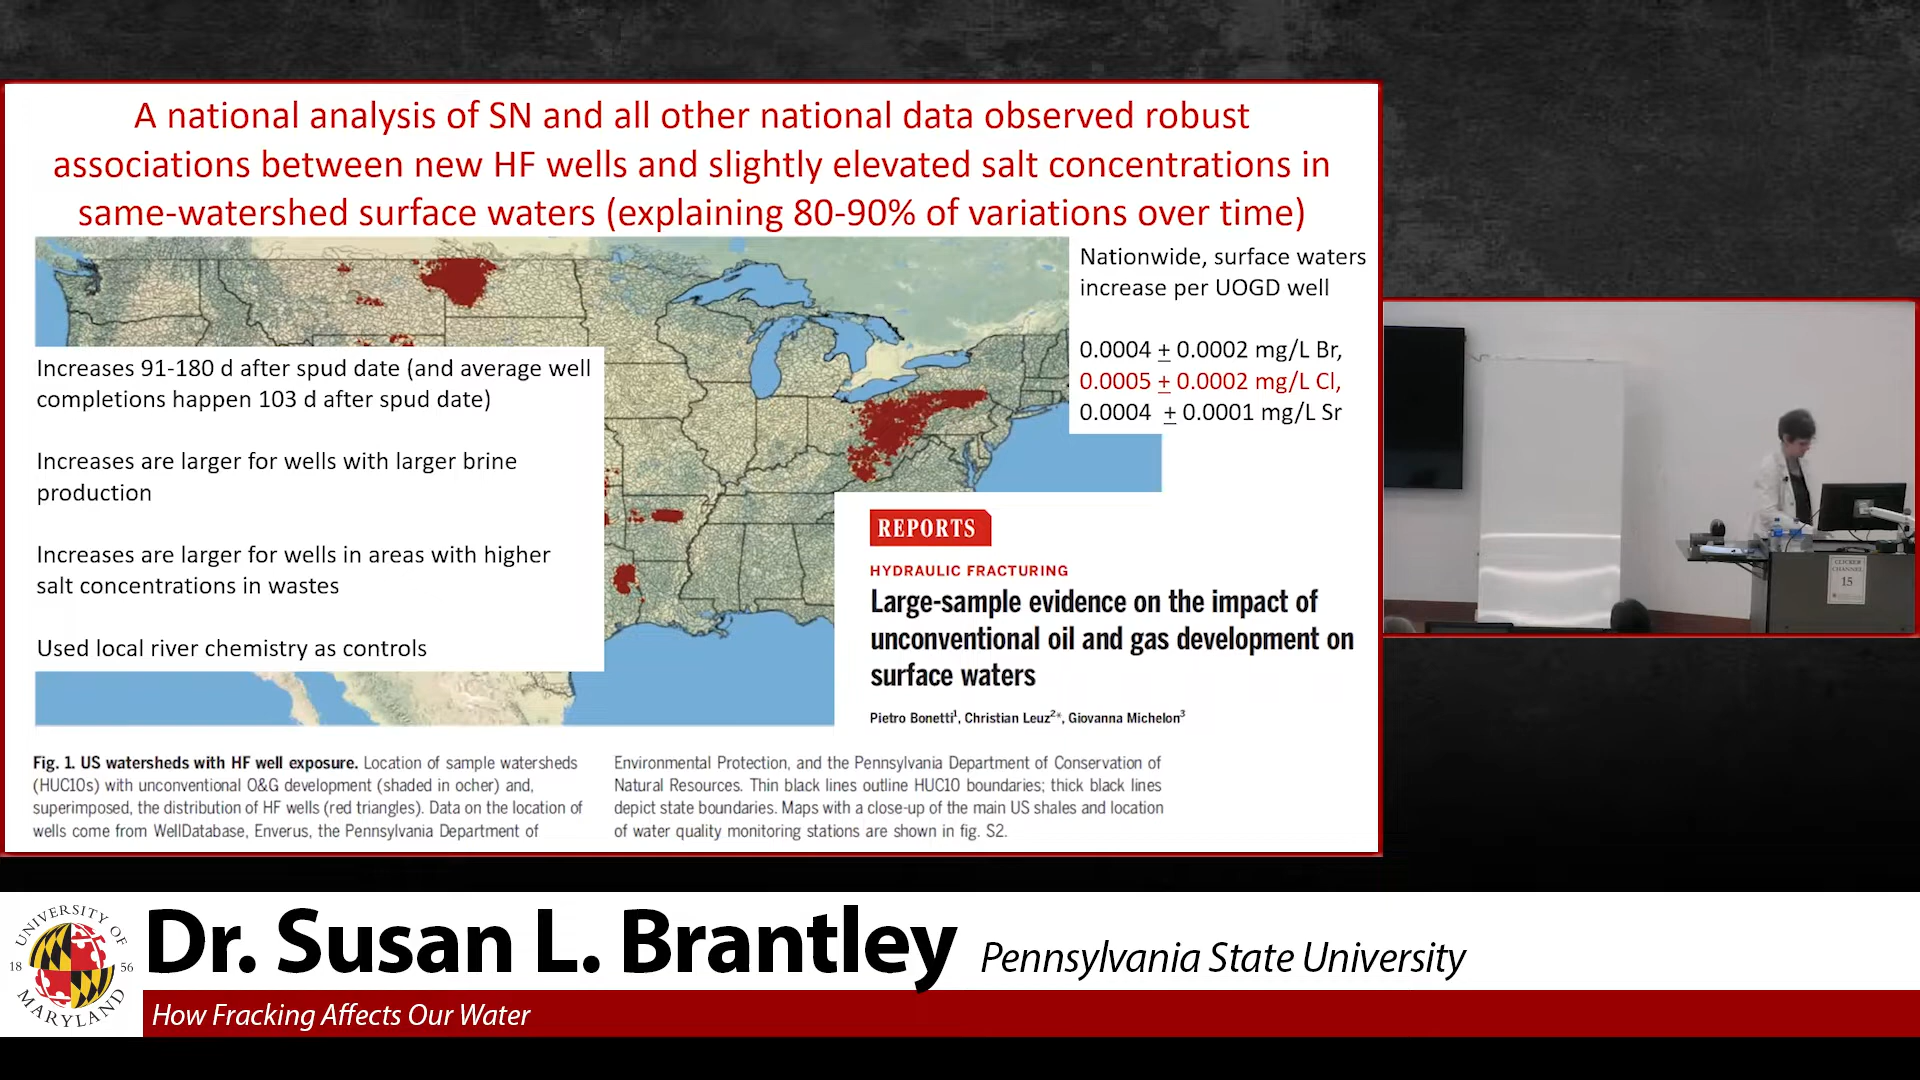 A national analysis of SN and all other national data observed robust
associations between new HF wells and slightly elevated salt concentrations in
same-watershed surface waters (explaining 80-90% of variations over time)
Nationwide, surface waters
increase per UOGD well
0.0004 ± 0.0002 mg/L Br,
0.0005 ± 0.0002 mg/L Cl,
0.0004 ± 0.0001 mg/L Sr
Increases 91-180 d after spud date (and average well
completions happen 103 d after spud date)
Increases are larger for wells with larger brine
production
Increases are larger for wells in areas with higher
salt concentrations in wastes
Used local river chemistry as controls
REPORTS
HYDRAULIC FRACTURING
Large-sample evidence on the impact of
unconventional oil and gas development on
surface waters
Pietro Bonetti¹, Christian Leuz²*, Giovanna Michelon³
Fig. 1. US watersheds with HF well exposure. Location of sample watersheds
(HUC10s) with unconventional O&G development (shaded in ocher) and,
superimposed, the distribution of HF wells (red triangles). Data on the location of
wells come from WellDatabase, Enverus, the Pennsylvania Department of
Environmental Protection, and the Pennsylvania Department of Conservation of
Natural Resources. Thin black lines outline HUC10 boundaries; thick black lines
depict state boundaries. Maps with a close-up of the main US shales and location
of water quality monitoring stations are shown in fig. S2.
CLICKER
CHANNEL
15
UNIVERSITY OF
18 56
MARYLAND
Dr. Susan L. Brantley Pennsylvania State University
How Fracking Affects Our Water